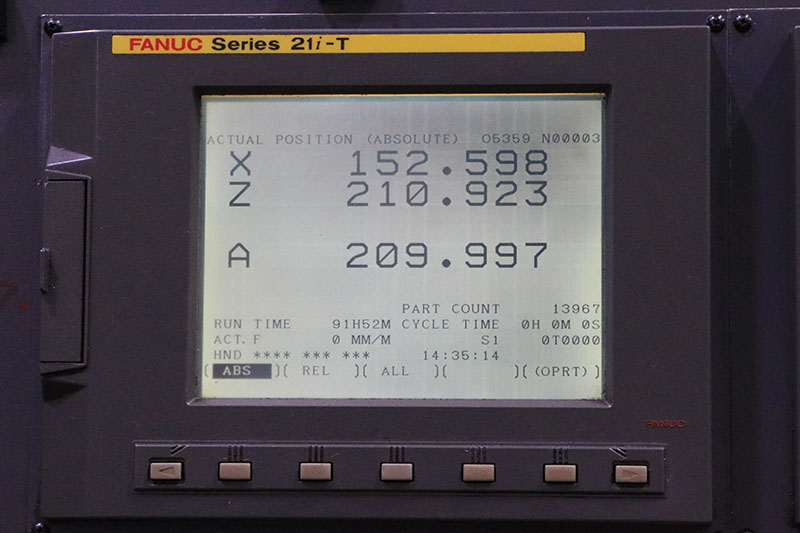 FANUC Series 21i-T
ACTUAL POSITION (ABSOLUTE) O5359 N00003
X 152.598
Z 210.923
A 209.997
PART COUNT 13967
RUN TIME 91H52M CYCLE TIME 0H 0M 0S
ACT.F 0 MM/M S1 0T0000
HND **** *** *** 14:35:14
[ ABS ][ REL ][ ALL ][ ][ (OPRT) ]
FANUC